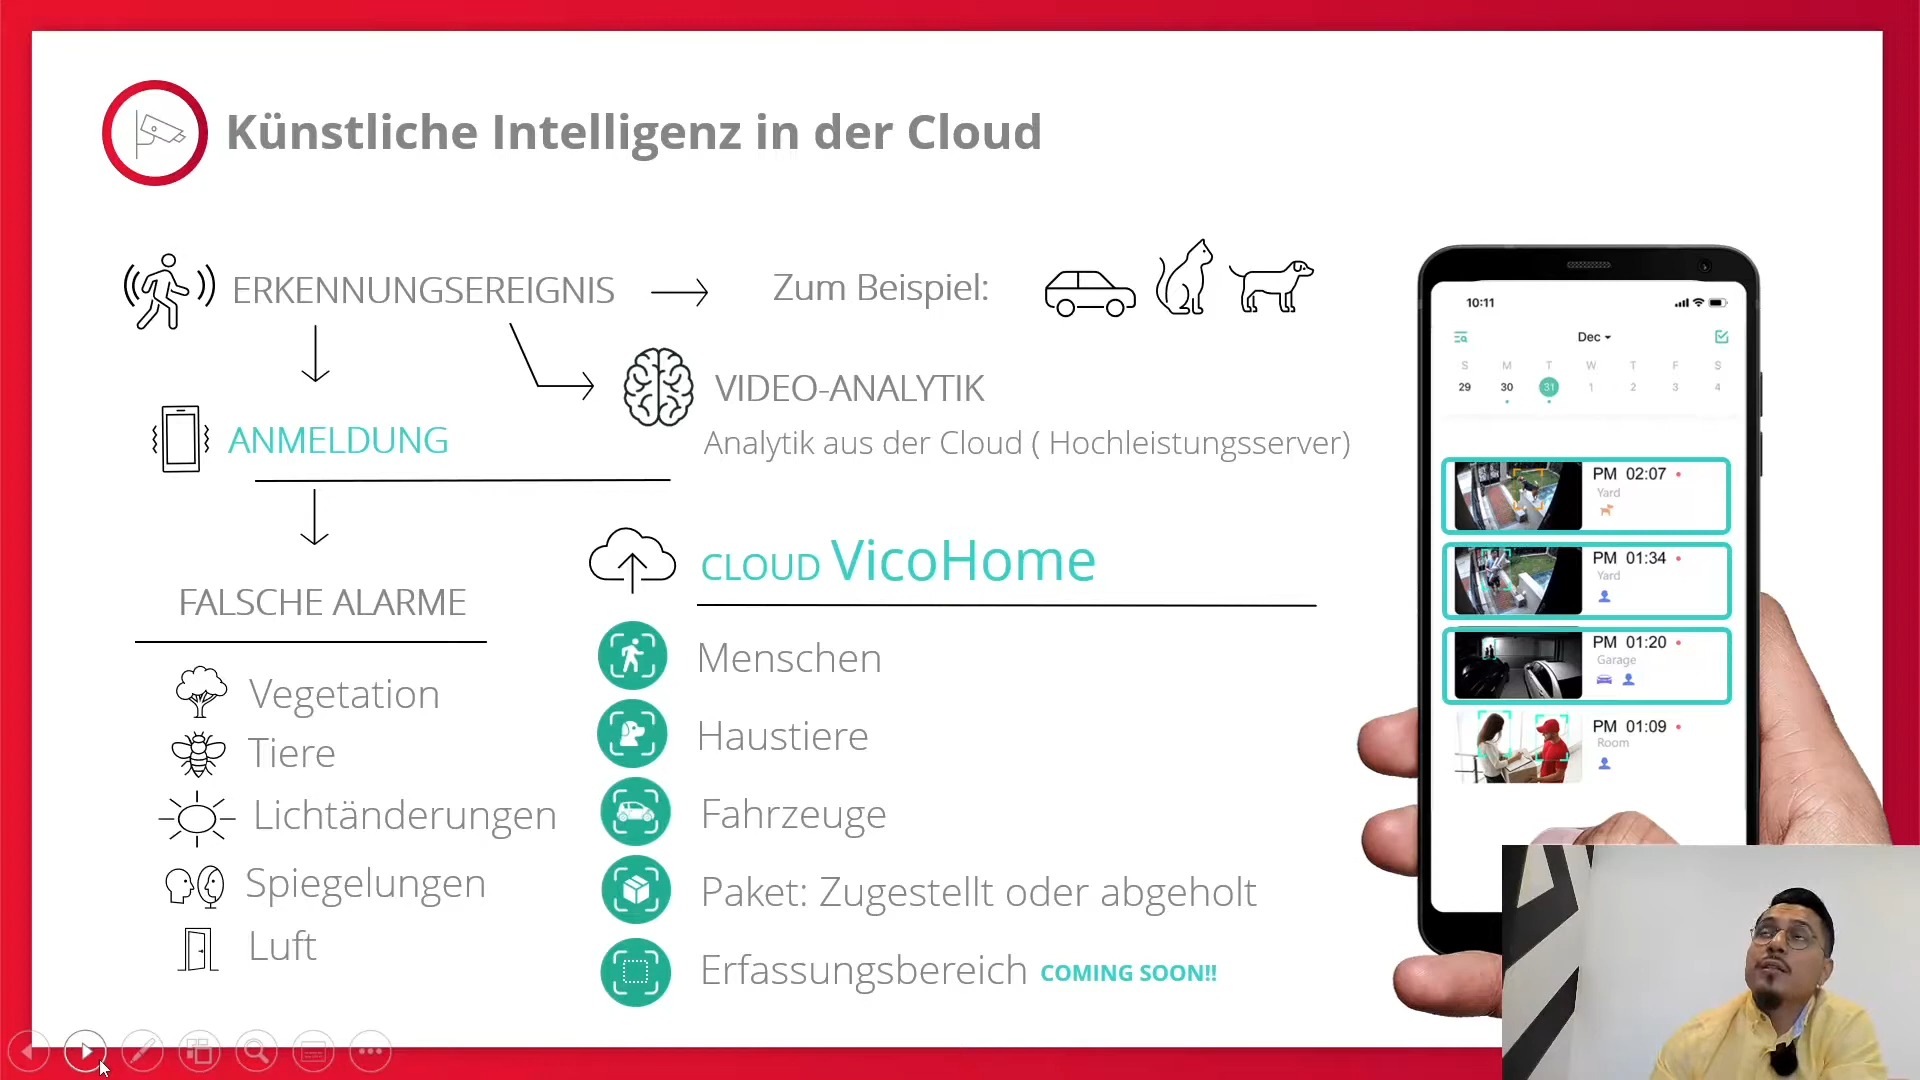 Künstliche Intelligenz in der Cloud
ERKENNUNGSEREIGNIS
Zum Beispiel:
VIDEO-ANALYTIK
Analytik aus der Cloud ( Hochleistungsserver)
ANMELDUNG
FALSCHE ALARME
Vegetation
Tiere
Lichtänderungen
Spiegelungen
Luft
CLOUD VicoHome
Menschen
Haustiere
Fahrzeuge
Paket: Zugestellt oder abgeholt
Erfassungsbereich COMING SOON!!
10:11
Dec
S M T W T F S
29 30 31 1 2 3 4
PM 02:07
Yard
PM 01:34
Yard
PM 01:20
Garage
PM 01:09
Room